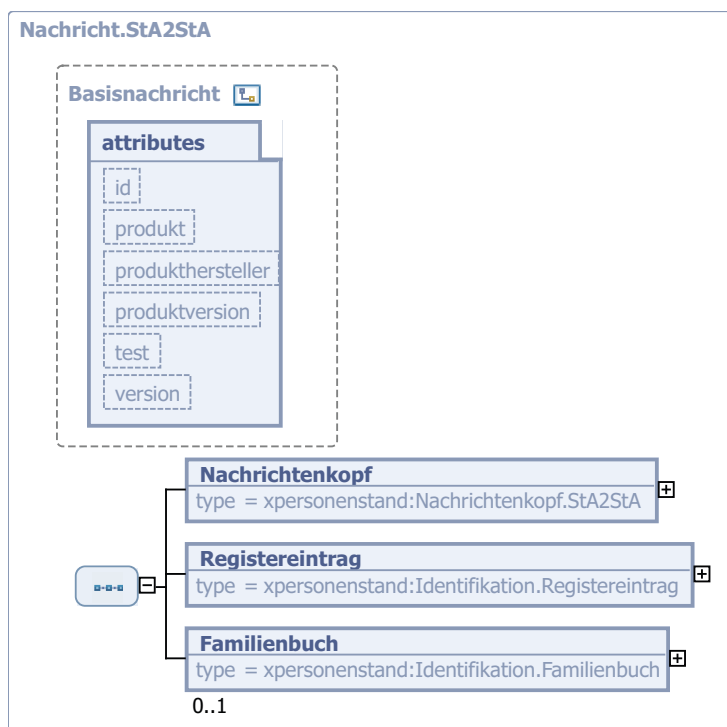 Nachricht.StA2StA
Basisnachricht
attributes
id
produkt
produkthersteller
produktversion
test
version
Nachrichtenkopf
type = xpersonenstand:Nachrichtenkopf.StA2StA
Registereintrag
type = xpersonenstand:Identifikation.Registereintrag
Familienbuch
type = xpersonenstand:Identifikation.Familienbuch
0..1